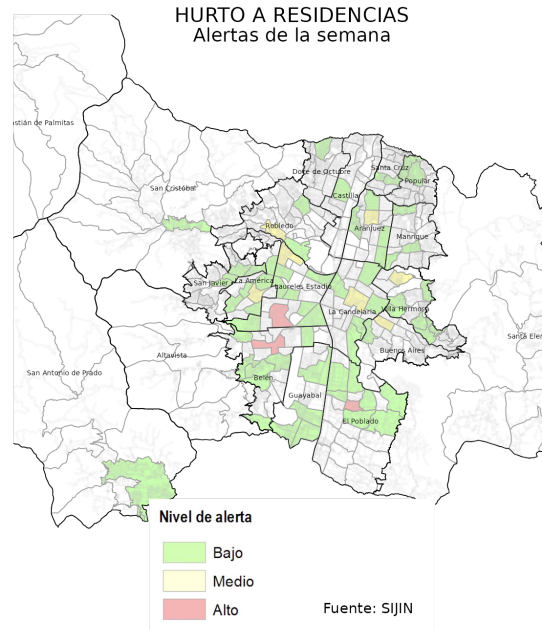 HURTO A RESIDENCIAS
Alertas de la semana
astián de Palmitas
Doce de Octubre
Santa Cruz
Popular
San Cristóbal
Castilla
Robledo
Aranjuez
Manrique
San Javier
La América
Laureles Estadio
La Candelaria
Villa Hermosa
Santa Elen
Altavista
Buenos Aires
San Antonio de Prado
Belén
Guayabal
El Poblado
Nivel de alerta
Bajo
Medio
Alto
Fuente: SIJIN